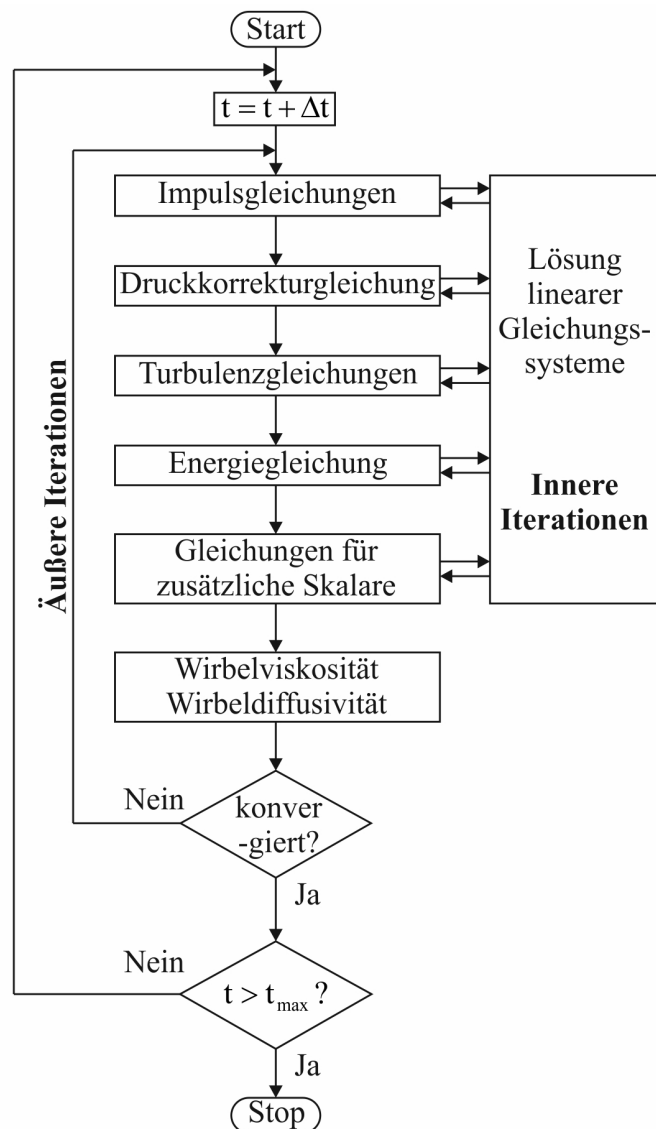 Start
t = t + Δt
Impulsgleichungen
Druckkorrekturgleichung
Turbulenzgleichungen
Energiegleichung
Gleichungen für
zusätzliche Skalare
Wirbelviskosität
Wirbeldiffusivität
Lösung
linearer
Gleichungs-
systeme
Innere
Iterationen
Äußere Iterationen
Nein
konver
-giert?
Ja
Nein
t > tmax ?
Ja
Stop